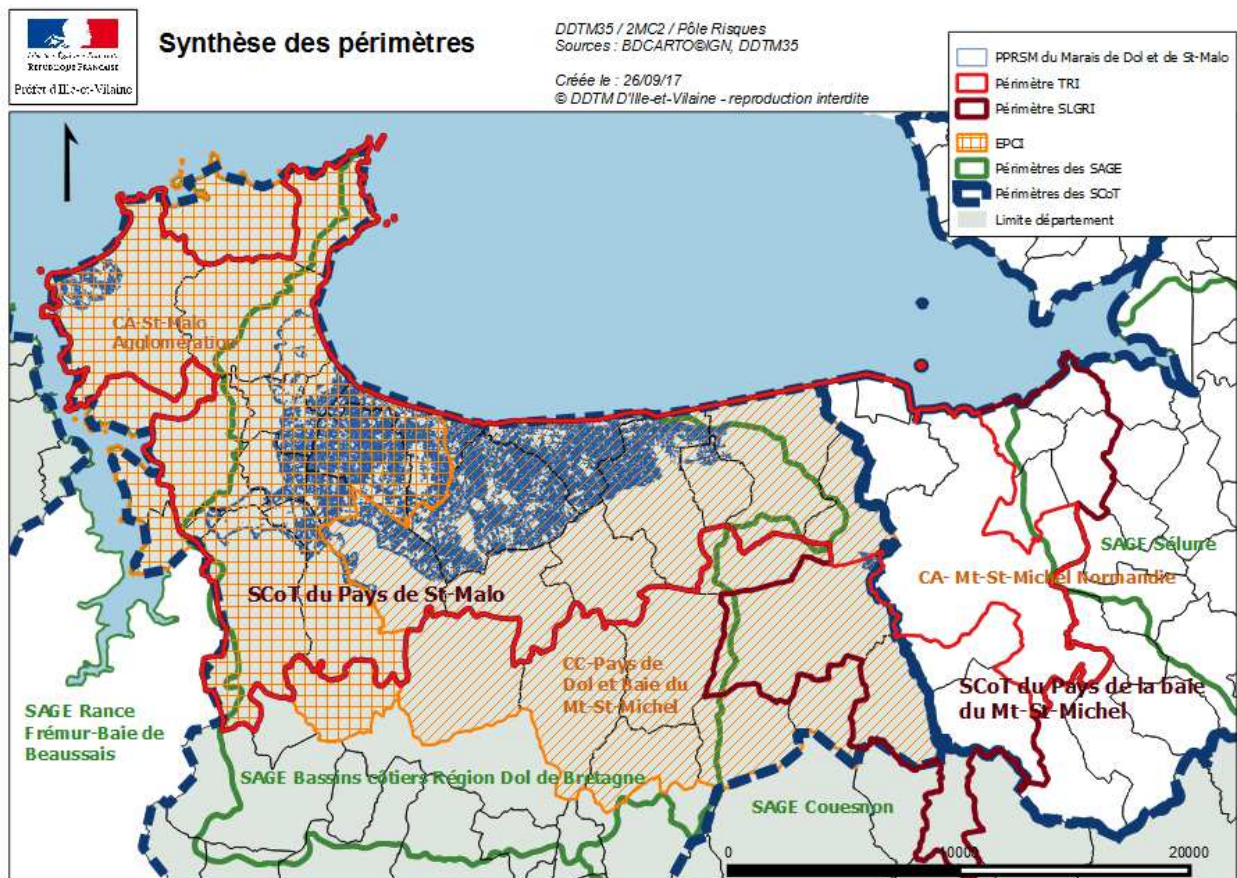 RÉPUBLIQUE FRANÇAISE
Préfet d'Ille-et-Vilaine
Synthèse des périmètres
DDTM35 / 2MC2 / Pôle Risques
Sources : BDCARTO©IGN, DDTM35
Créée le : 26/09/17
© DDTM D'Ille-et-Vilaine - reproduction interdite
PPRSM du Marais de Dol et de St-Malo
Périmètre TRI
Périmètre SLGRI
EPCI
Périmètres des SAGE
Périmètres des SCoT
Limite département
CA-St-Malo
Agglomération
SAGE Sélune
CA- Mt-St-Michel Normandie
SCoT du Pays de St-Malo
CC-Pays de
Dol et Baie du
Mt-St Michel
SCoT du Pays de la baie
du Mt-St-Michel
SAGE Rance
Frémur-Baie de
Beaussais
SAGE Bassins côtiers Région Dol de Bretagne
SAGE Couesnon
0 10000 20000